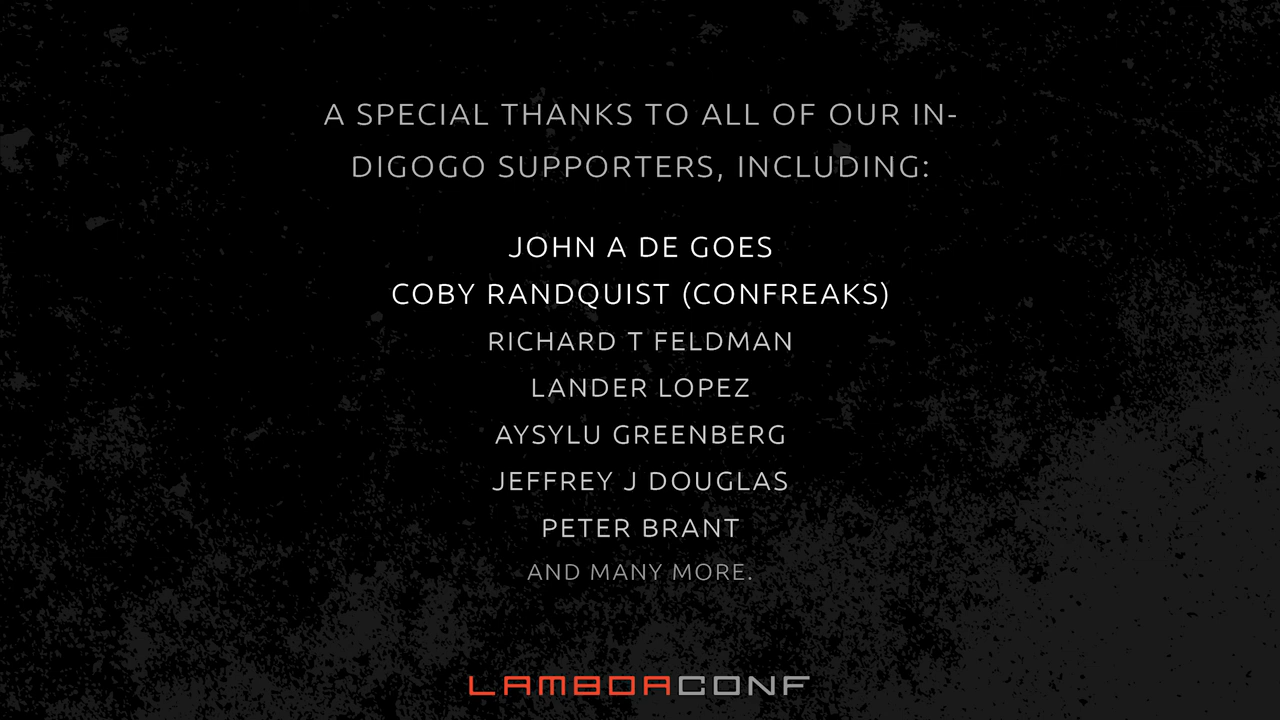 A SPECIAL THANKS TO ALL OF OUR IN-
DIGOGO SUPPORTERS, INCLUDING:
JOHN A DE GOES
COBY RANDQUIST (CONFREAKS)
RICHARD T FELDMAN
LANDER LOPEZ
AYSYLU GREENBERG
JEFFREY J DOUGLAS
PETER BRANT
AND MANY MORE.
LAMBDACONF